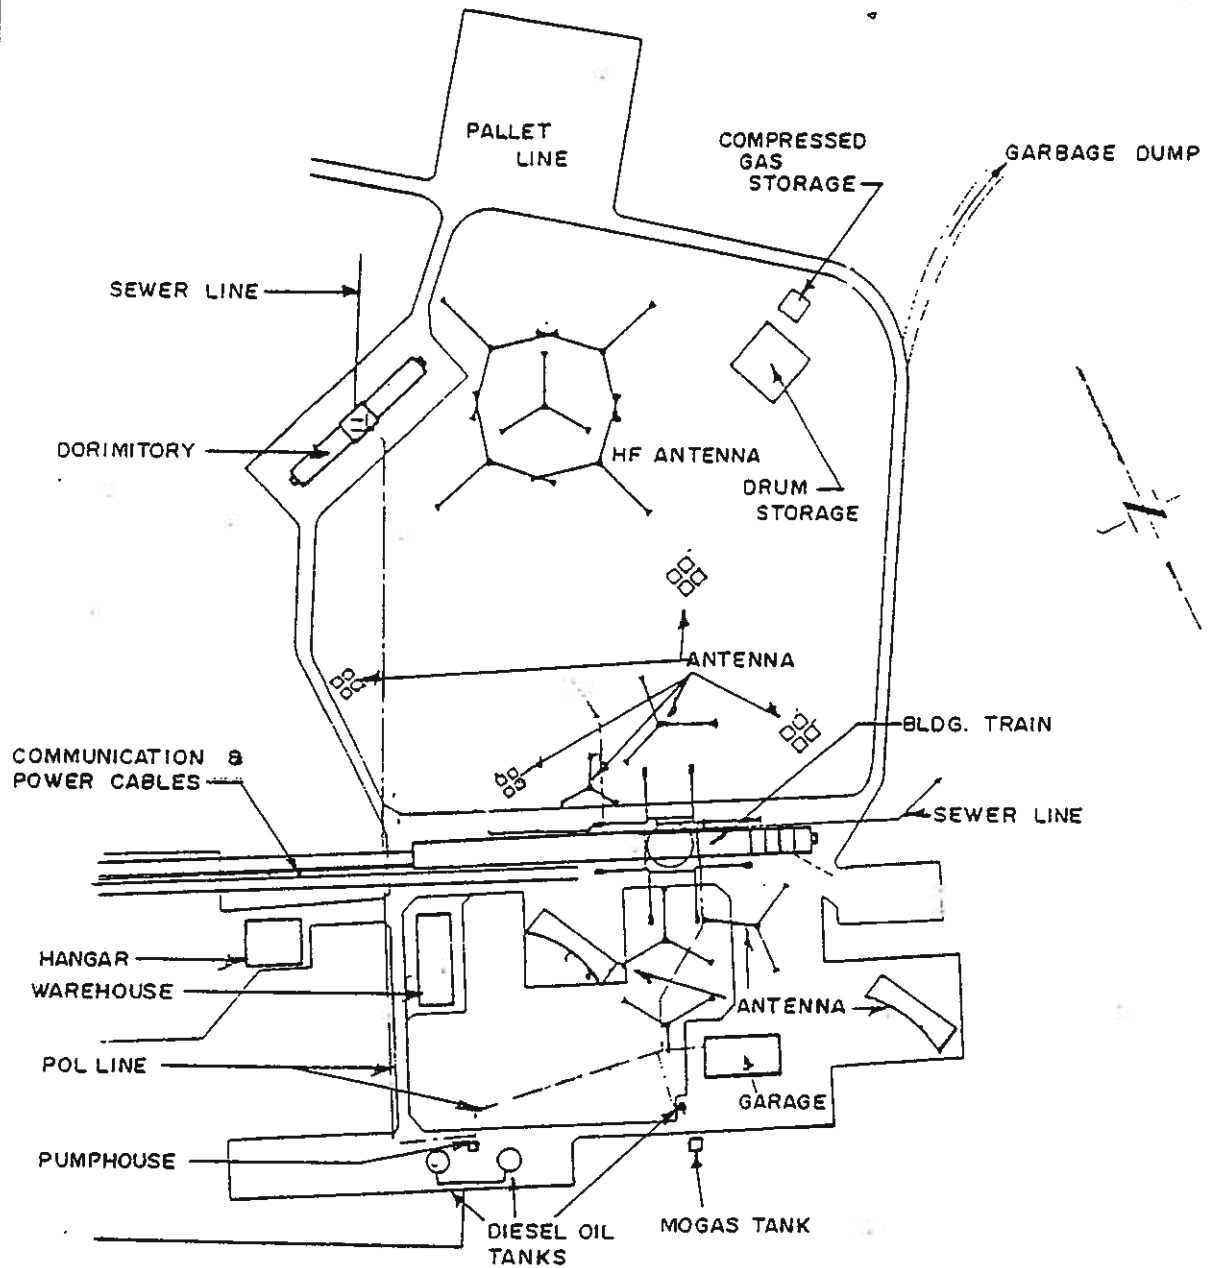 PALLET
LINE
COMPRESSED
GAS
STORAGE
GARBAGE DUMP
SEWER LINE
DORIMITORY
HF ANTENNA
DRUM
STORAGE
ANTENNA
BLDG. TRAIN
COMMUNICATION &
POWER CABLES
SEWER LINE
HANGAR
WAREHOUSE
ANTENNA
POL LINE
GARAGE
PUMPHOUSE
DIESEL OIL
TANKS
MOGAS TANK